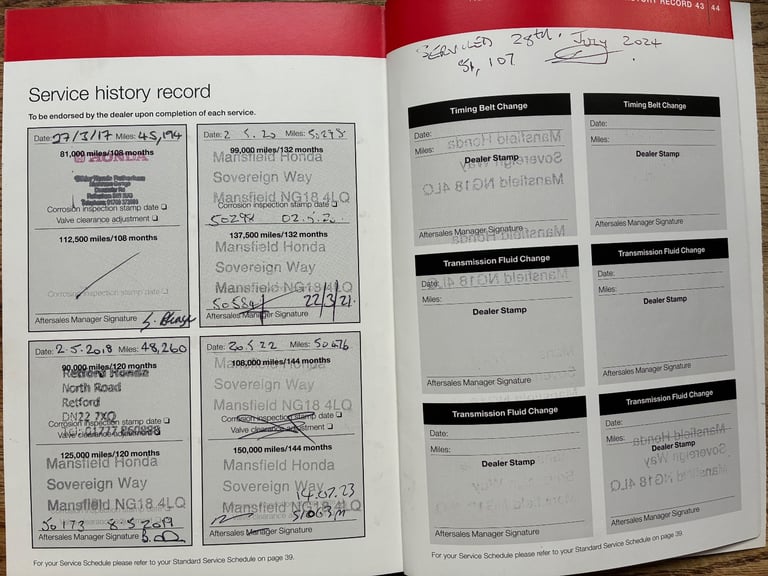 Service history record
To be endorsed by the dealer upon completion of each service.
Date: 27/3/17 Miles: 45,194
81,000 miles/108 months
HONDA
Corrosion inspection stamp date
Valve clearance adjustment
112,500 miles/108 months
Corrosion inspection stamp date
Aftersales Manager Signature
Date: 2.5.2018 Miles: 48,260
90,000 miles/120 months
Retford Honda
North Road
Retford
DN22 7XQ
Corrosion inspection stamp date
Valve clearance adjustment
125,000 miles/120 months
Mansfield Honda
Sovereign Way
Mansfield NG18 4LQ
50173 8 5 2019
Aftersales Manager Signature
Date: 2 5.20 Miles:
99,000 miles/132 months
Mansfield Honda
Sovereign Way
Mansfield NG18 4LQ
Corrosion inspection stamp date
Valve clearance adjustment
02.5.20
137,500 miles/132 months
Mansfield Honda
Sovereign Way
Mansfield NG18 4LQ
22/3/21
Aftersales Manager Signature
Date: 20.5.22 Miles: 50676
108,000 miles/144 months
Sovereign Way
Mansfield NG18 4LQ
Corrosion inspection stamp date
Valve clearance adjustment
150,000 miles/144 months
Mansfield Honda
Sovereign Way
14.07.23
Mansfield NG18 4LQ
51063m
Aftersales Manager Signature
For your Service Schedule please refer to your Standard Service Schedule on page 39.
RECORD 43 44
SERVICED 28th. July 2024
51,107
Timing Belt Change
Date:
Miles:
Dealer Stamp
Aftersales Manager Signature
Timing Belt Change
Date:
Miles:
Dealer Stamp
Aftersales Manager Signature
Transmission Fluid Change
Date:
Miles:
Dealer Stamp
Aftersales Manager Signature
Transmission Fluid Change
Date:
Miles:
Dealer Stamp
Aftersales Manager Signature
Transmission Fluid Change
Date:
Miles:
Dealer Stamp
Aftersales Manager Signature
Transmission Fluid Change
Date:
Miles:
Dealer Stamp
Aftersales Manager Signature
For your Service Schedule please refer to your Standard Service Schedule on page 39.